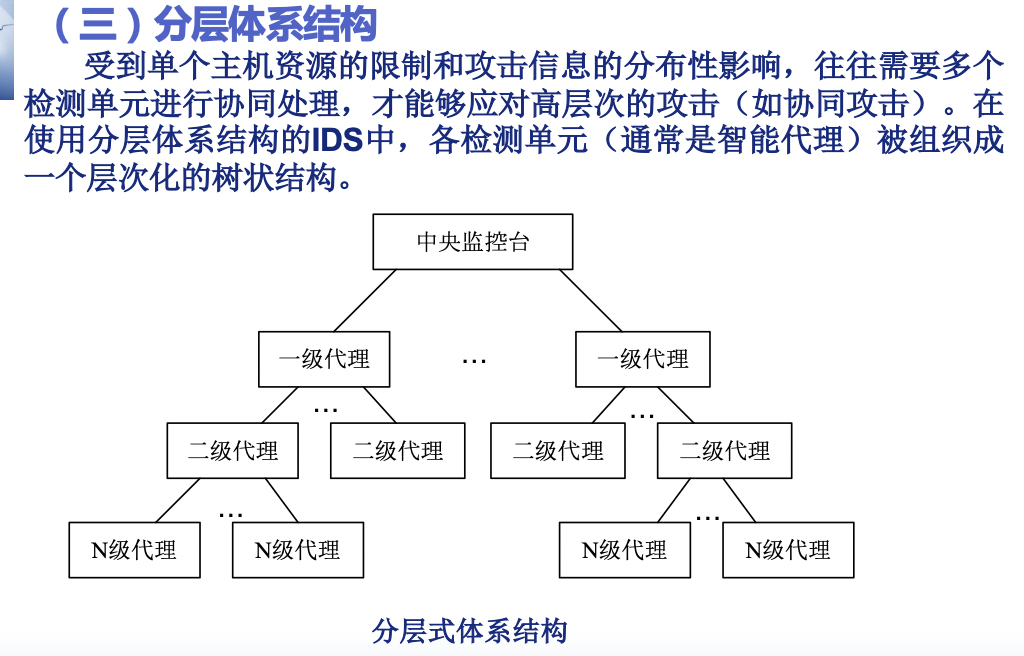 （三）分层体系结构
受到单个主机资源的限制和攻击信息的分布性影响，往往需要多个
检测单元进行协同处理，才能够应对高层次的攻击（如协同攻击）。在
使用分层体系结构的IDS中，各检测单元（通常是智能代理）被组织成
一个层次化的树状结构。
中央监控台
一级代理 … 一级代理
… …
二级代理 二级代理 二级代理 二级代理
… …
N级代理 N级代理 N级代理 N级代理
分层式体系结构